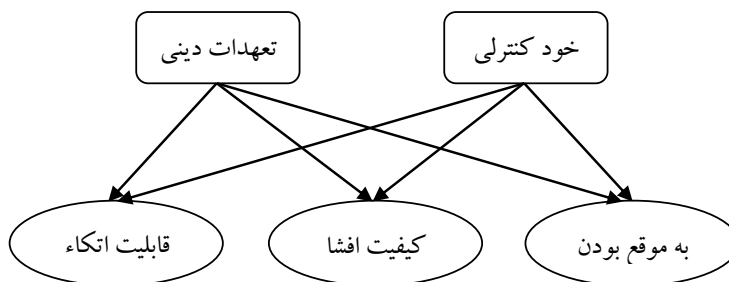 خود کنترلی
تعهدات دینی
به موقع بودن
کیفیت افشا
قابلیت اتکاء